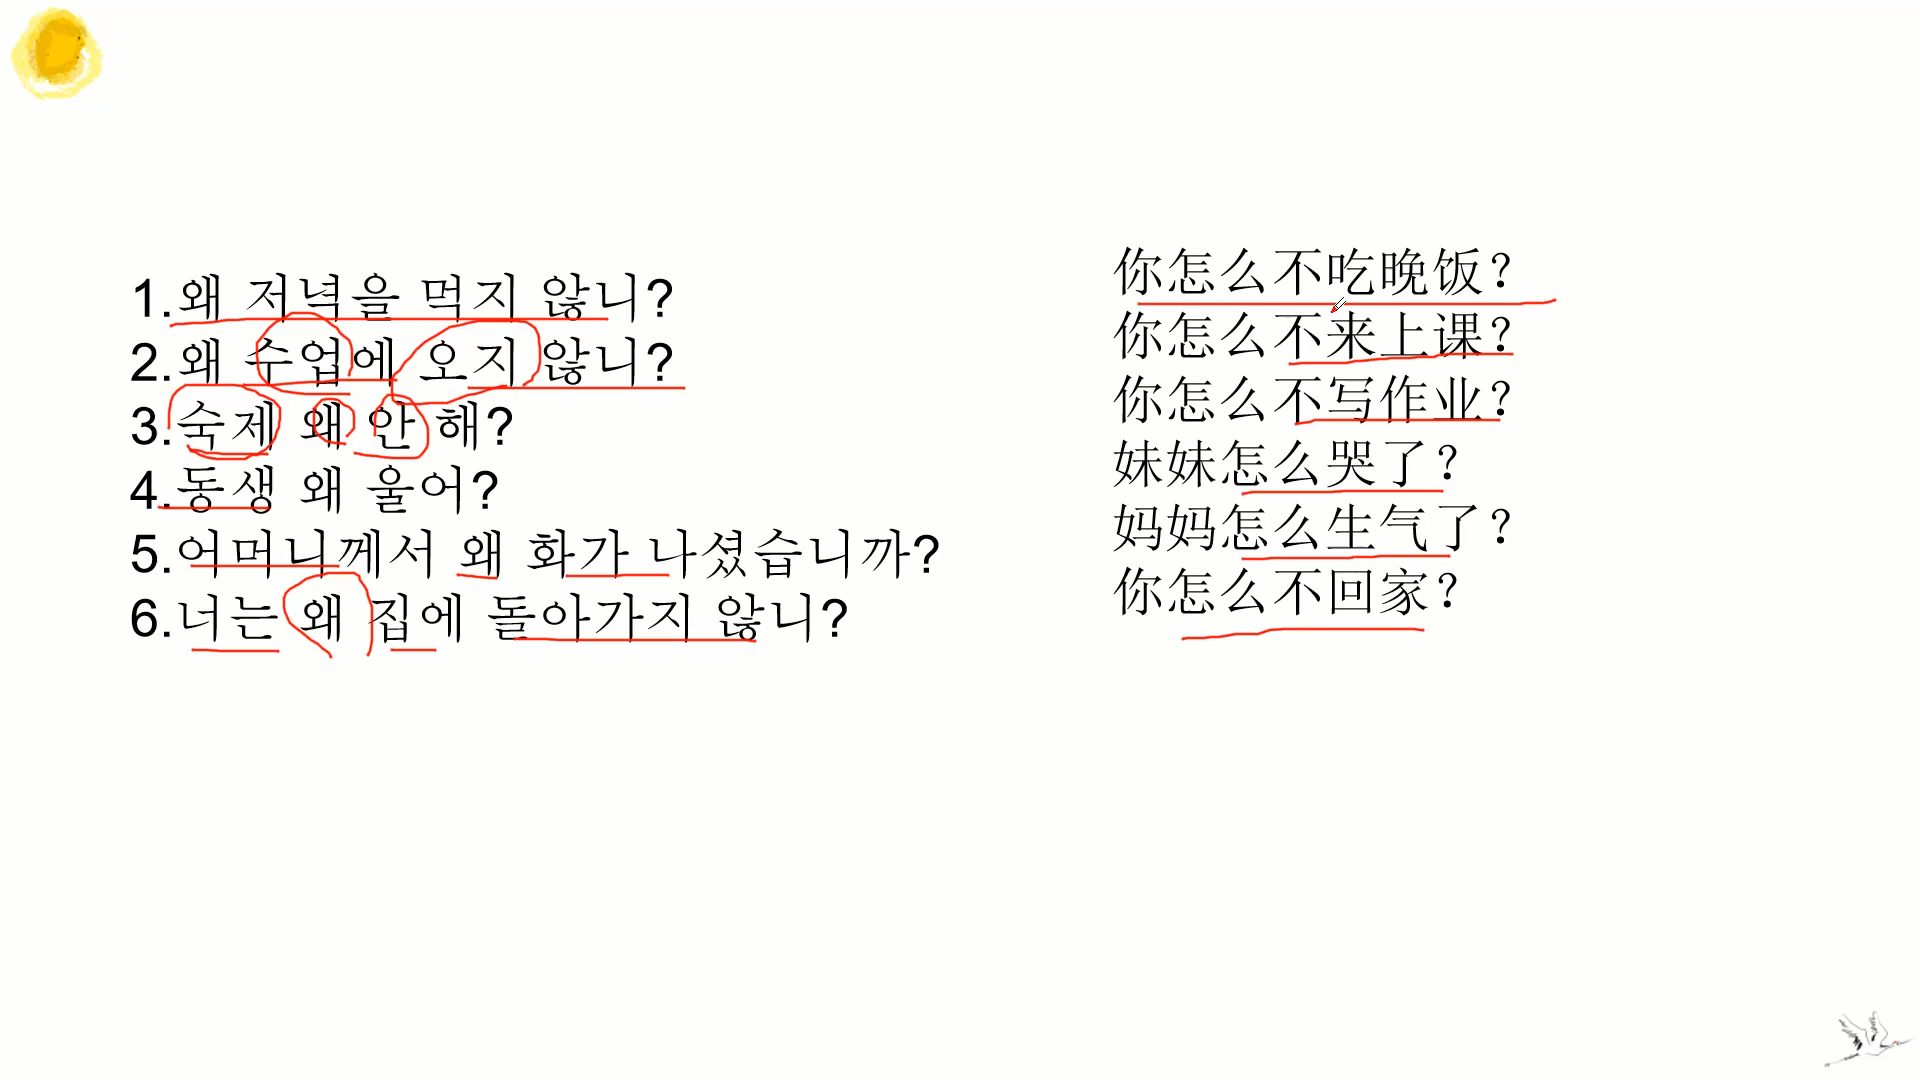 1.왜 저녁을 먹지 않니?
2.왜 수업에 오지 않니?
3.숙제 왜 안 해?
4.동생 왜 울어?
5.어머니께서 왜 화가 나셨습니까?
6.너는 왜 집에 돌아가지 않니?
你怎么不吃晚饭？
你怎么不来上课？
你怎么不写作业？
妹妹怎么哭了？
妈妈怎么生气了？
你怎么不回家？